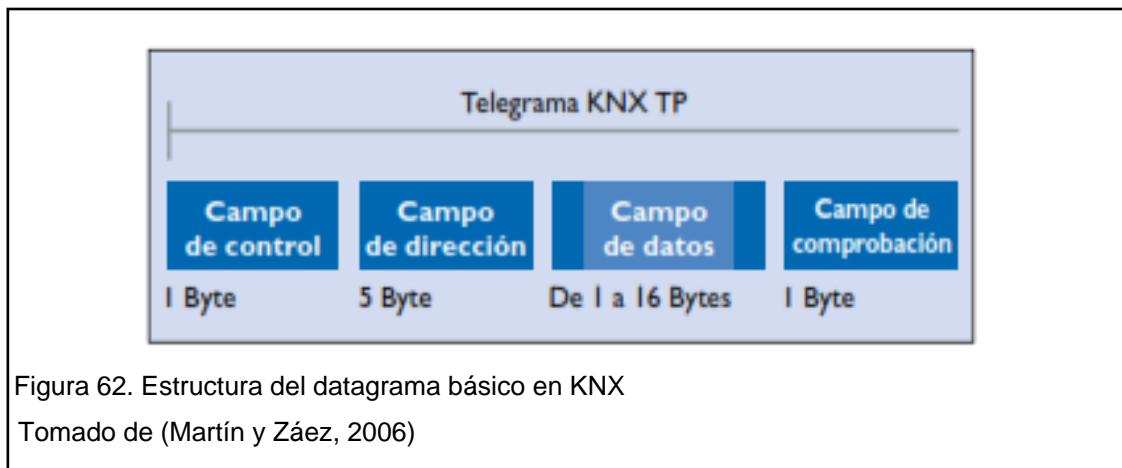 Telegrama KNX TP
Campo de control
Campo de dirección
Campo de datos
Campo de comprobación
1 Byte
5 Byte
De 1 a 16 Bytes
1 Byte
Figura 62. Estructura del datagrama básico en KNX
Tomado de (Martín y Záez, 2006)